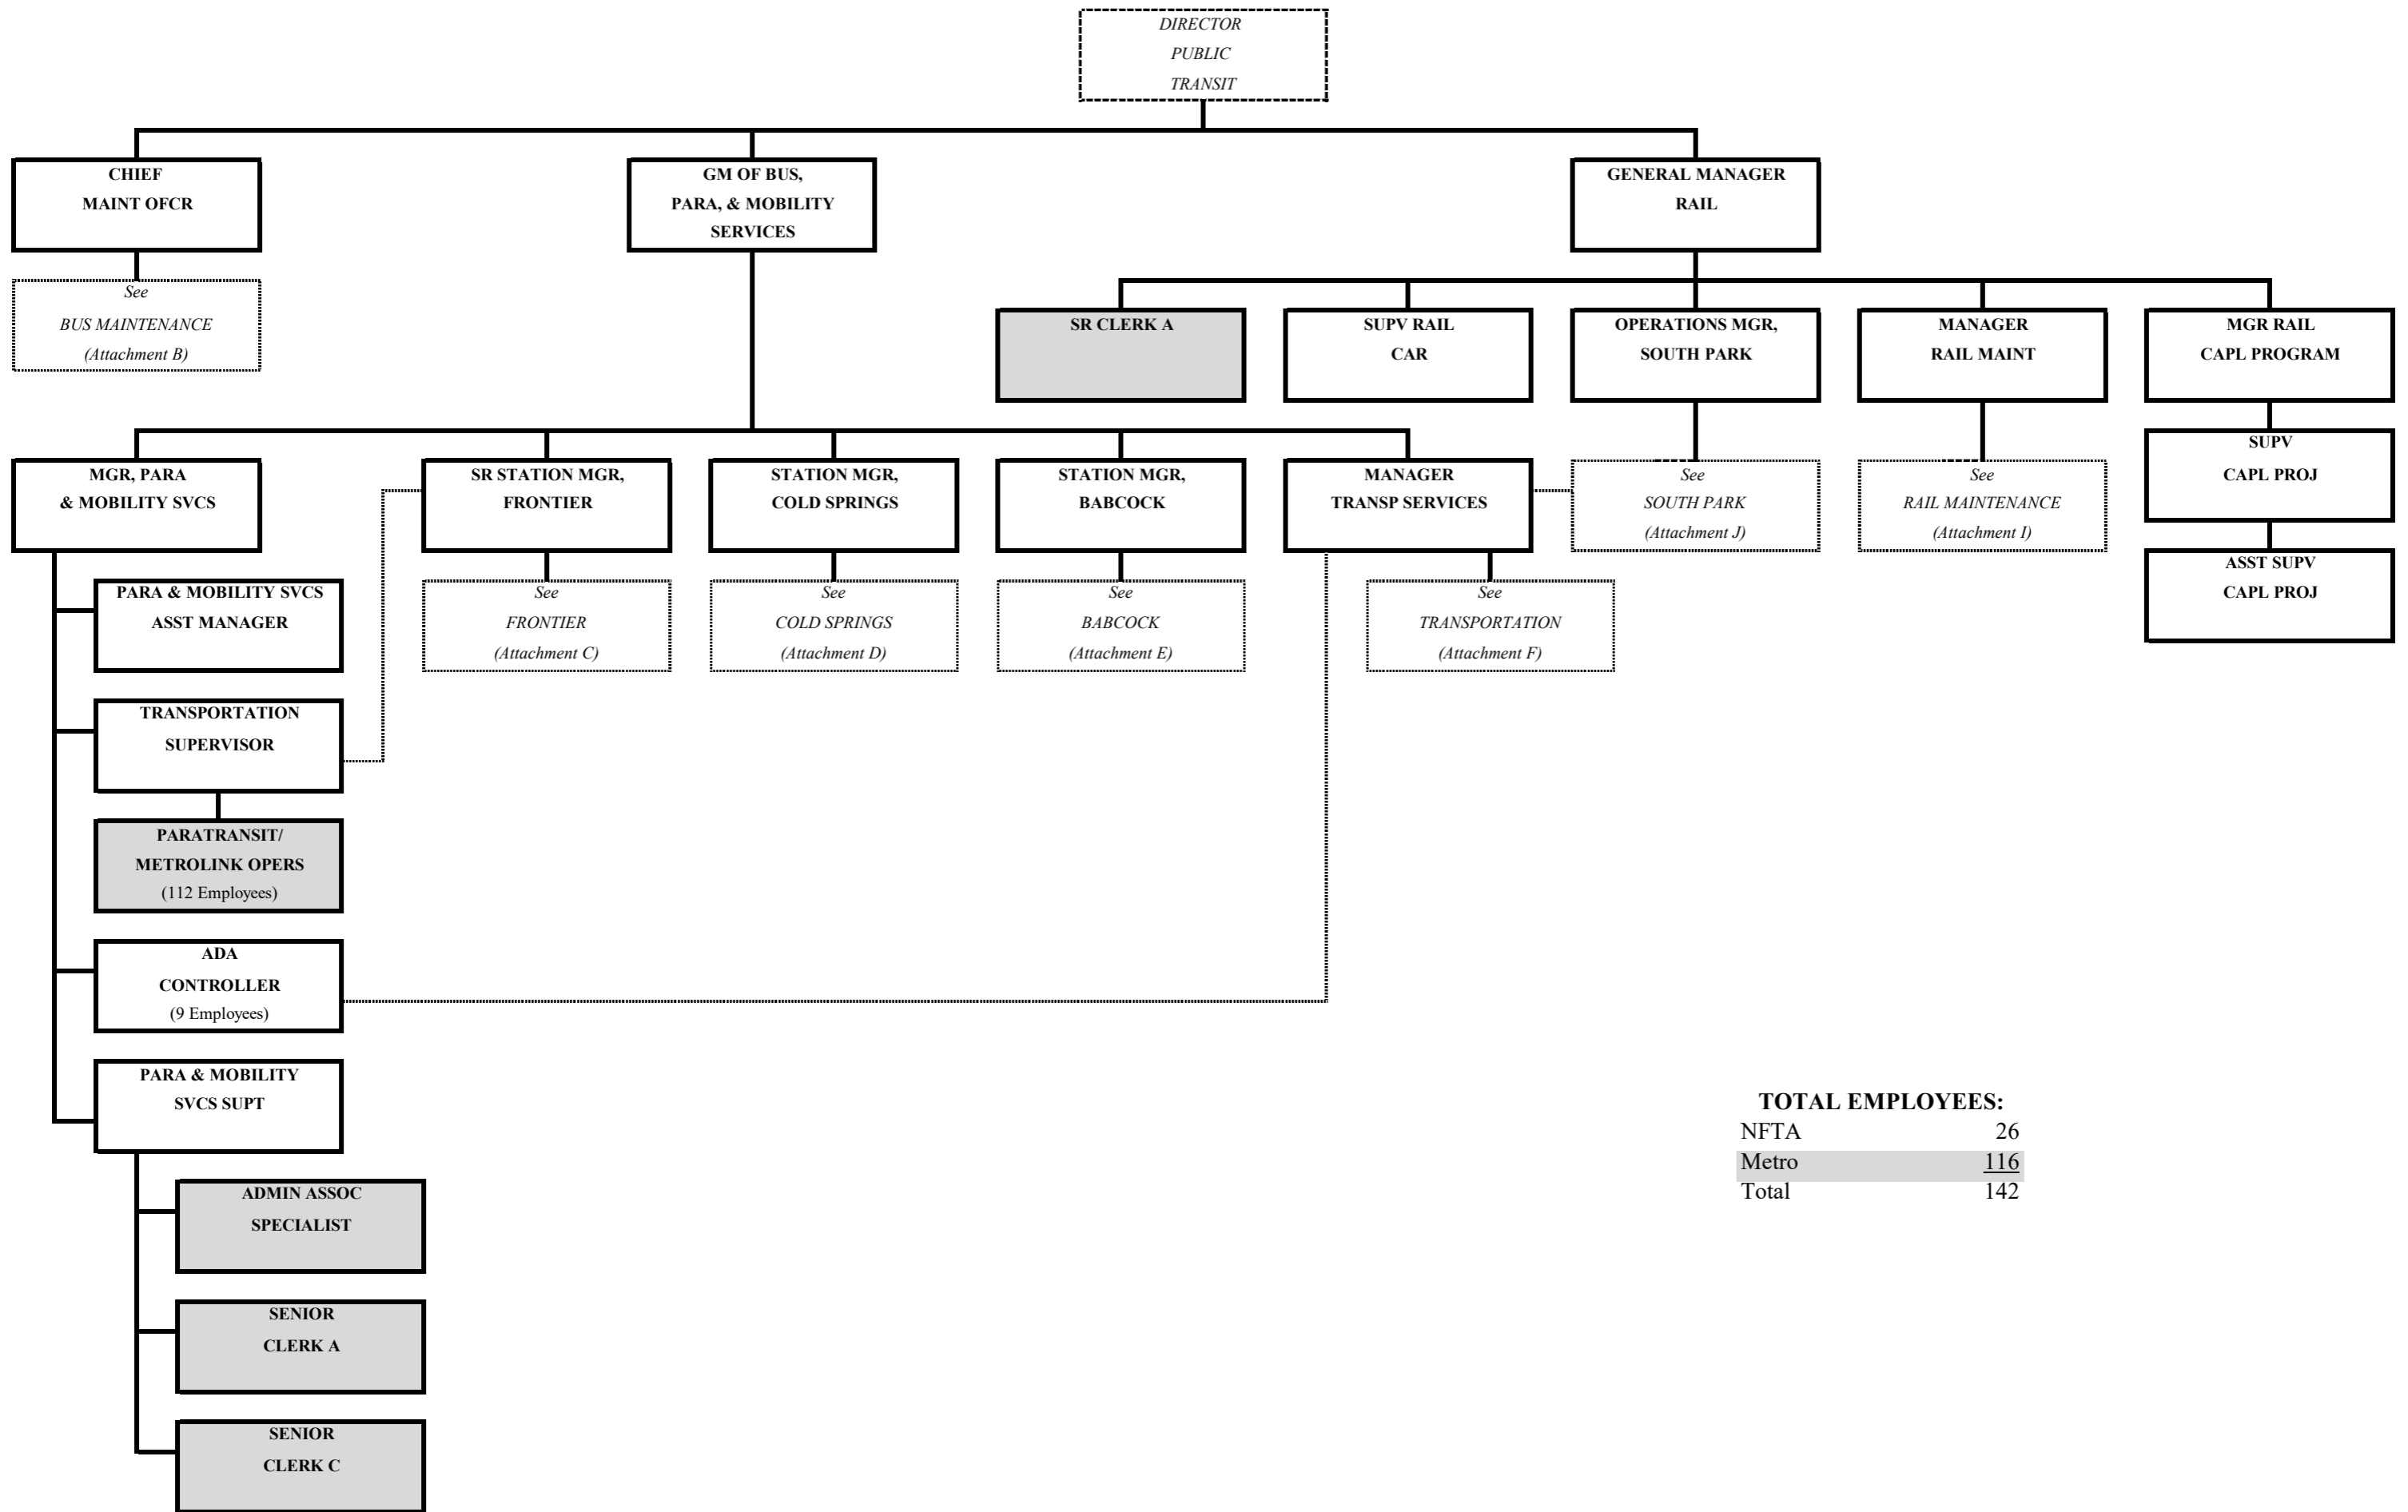 DIRECTOR
PUBLIC
TRANSIT
CHIEF
MAINT OFCR
GM OF BUS,
PARA, & MOBILITY
SERVICES
GENERAL MANAGER
RAIL
See
BUS MAINTENANCE
(Attachment B)
SR CLERK A
SUPV RAIL
CAR
OPERATIONS MGR,
SOUTH PARK
MANAGER
RAIL MAINT
MGR RAIL
CAPL PROGRAM
MGR, PARA
& MOBILITY SVCS
SR STATION MGR,
FRONTIER
STATION MGR,
COLD SPRINGS
STATION MGR,
BABCOCK
MANAGER
TRANSP SERVICES
See
SOUTH PARK
(Attachment J)
See
RAIL MAINTENANCE
(Attachment I)
SUPV
CAPL PROJ
ASST SUPV
CAPL PROJ
PARA & MOBILITY SVCS
ASST MANAGER
See
FRONTIER
(Attachment C)
See
COLD SPRINGS
(Attachment D)
See
BABCOCK
(Attachment E)
See
TRANSPORTATION
(Attachment F)
TRANSPORTATION
SUPERVISOR
PARATRANSIT/
METROLINK OPERS
(112 Employees)
ADA
CONTROLLER
(9 Employees)
PARA & MOBILITY
SVCS SUPT
ADMIN ASSOC
SPECIALIST
SENIOR
CLERK A
SENIOR
CLERK C
TOTAL EMPLOYEES:
NFTA 26
Metro 116
Total 142